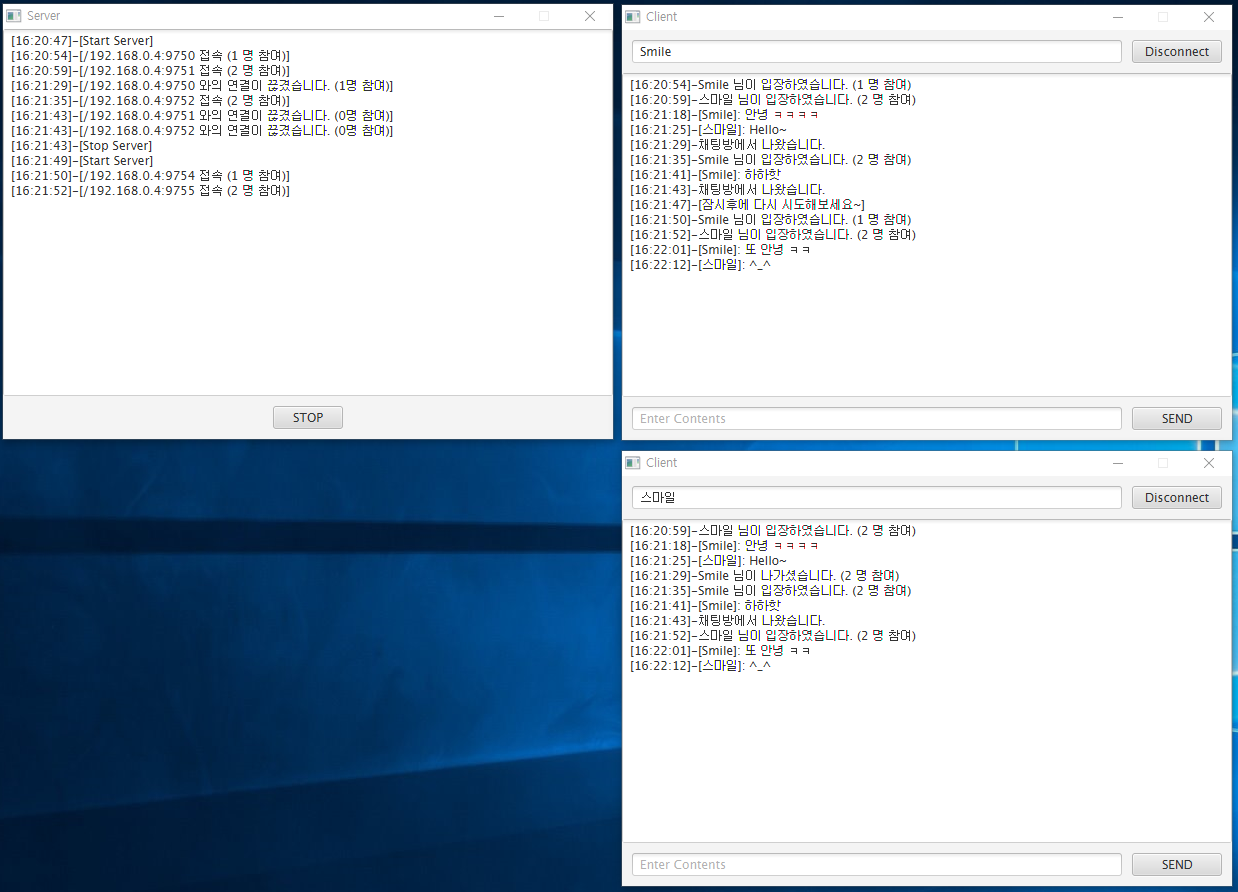 Server
[16:20:47]-[Start Server]
[16:20:54]-[/192.168.0.4:9750 접속 (1 명 참여)]
[16:20:59]-[/192.168.0.4:9751 접속 (2 명 참여)]
[16:21:29]-[/192.168.0.4:9750 와의 연결이 끊겼습니다. (1명 참여)]
[16:21:35]-[/192.168.0.4:9752 접속 (2 명 참여)]
[16:21:43]-[/192.168.0.4:9751 와의 연결이 끊겼습니다. (0명 참여)]
[16:21:43]-[/192.168.0.4:9752 와의 연결이 끊겼습니다. (0명 참여)]
[16:21:43]-[Stop Server]
[16:21:49]-[Start Server]
[16:21:50]-[/192.168.0.4:9754 접속 (1 명 참여)]
[16:21:52]-[/192.168.0.4:9755 접속 (2 명 참여)]
STOP
Client
Smile
Disconnect
[16:20:54]-Smile 님이 입장하였습니다. (1 명 참여)
[16:20:59]-스마일 님이 입장하였습니다. (2 명 참여)
[16:21:18]-[Smile]: 안녕 ㅋㅋㅋㅋ
[16:21:25]-[스마일]: Hello~
[16:21:29]-채팅방에서 나왔습니다.
[16:21:35]-Smile 님이 입장하였습니다. (2 명 참여)
[16:21:41]-[Smile]: 하하핫
[16:21:43]-채팅방에서 나왔습니다.
[16:21:47]-[잠시후에 다시 시도해보세요~]
[16:21:50]-Smile 님이 입장하였습니다. (1 명 참여)
[16:21:52]-스마일 님이 입장하였습니다. (2 명 참여)
[16:22:01]-[Smile]: 또 안녕 ㅋㅋ
[16:22:12]-[스마일]: ^_^
Enter Contents
SEND
Client
스마일
Disconnect
[16:20:59]-스마일 님이 입장하였습니다. (2 명 참여)
[16:21:18]-[Smile]: 안녕 ㅋㅋㅋㅋ
[16:21:25]-[스마일]: Hello~
[16:21:29]-Smile 님이 나가셨습니다. (2 명 참여)
[16:21:35]-Smile 님이 입장하였습니다. (2 명 참여)
[16:21:41]-[Smile]: 하하핫
[16:21:43]-채팅방에서 나왔습니다.
[16:21:52]-스마일 님이 입장하였습니다. (2 명 참여)
[16:22:01]-[Smile]: 또 안녕 ㅋㅋ
[16:22:12]-[스마일]: ^_^
Enter Contents
SEND